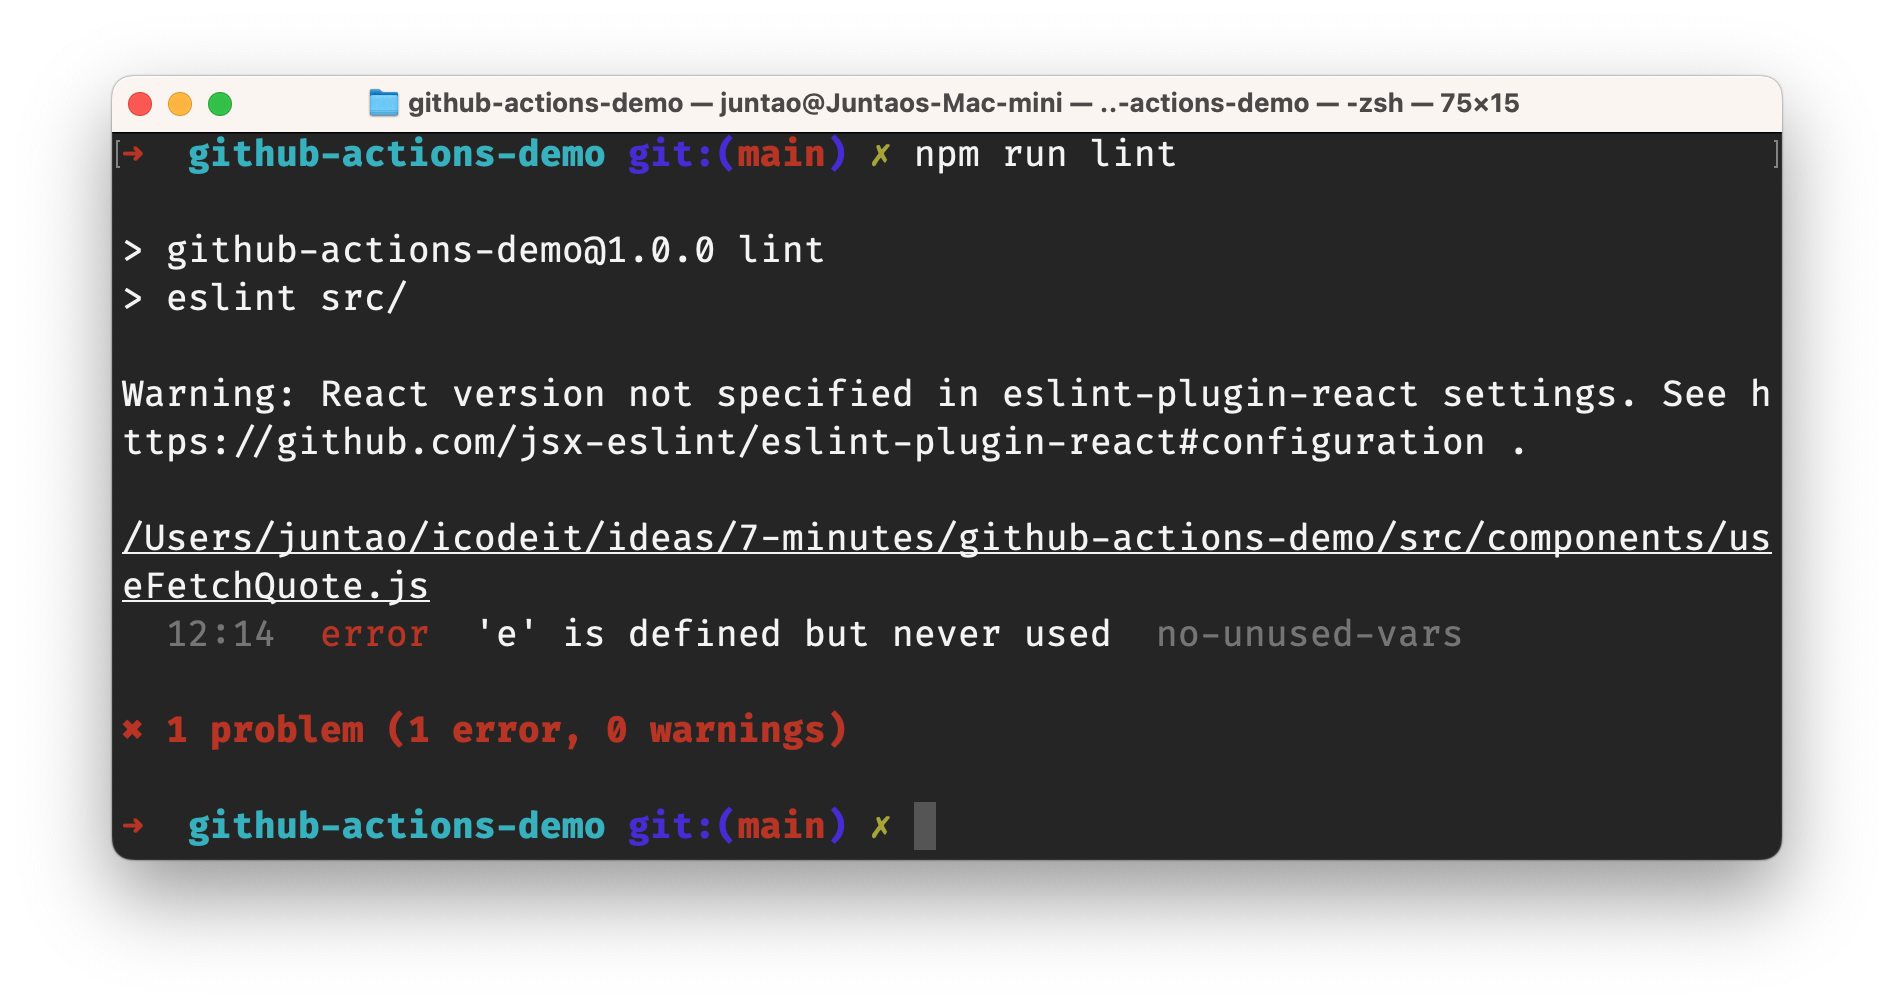 github-actions-demo — juntao@Juntaos-Mac-mini — ..-actions-demo — -zsh — 75×15
[➜  github-actions-demo git:(main) ✗ npm run lint ]
> github-actions-demo@1.0.0 lint
> eslint src/
Warning: React version not specified in eslint-plugin-react settings. See h
ttps://github.com/jsx-eslint/eslint-plugin-react#configuration .
/Users/juntao/icodeit/ideas/7-minutes/github-actions-demo/src/components/us
eFetchQuote.js
  12:14  error  'e' is defined but never used  no-unused-vars
✖ 1 problem (1 error, 0 warnings)
➜  github-actions-demo git:(main) ✗